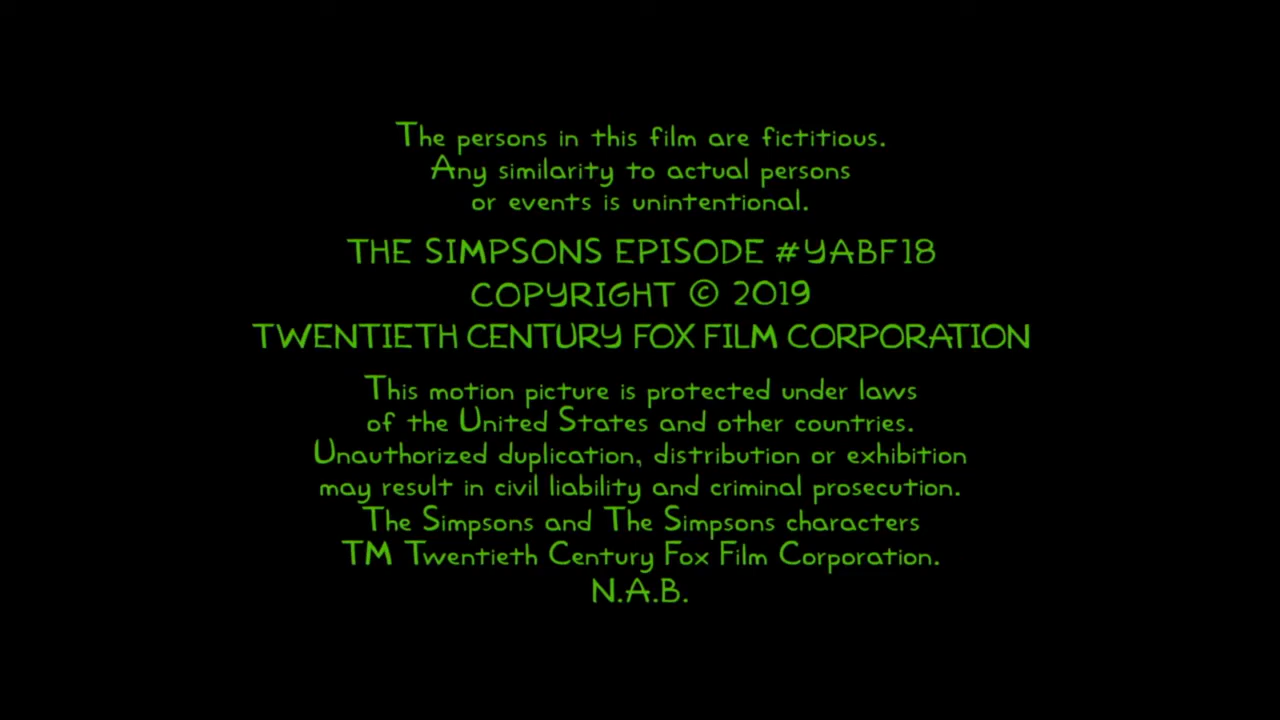 The persons in this film are fictitious.
Any similarity to actual persons
or events is unintentional.
THE SIMPSONS EPISODE #YABF18
COPYRIGHT © 2019
TWENTIETH CENTURY FOX FILM CORPORATION
This motion picture is protected under laws
of the United States and other countries.
Unauthorized duplication, distribution or exhibition
may result in civil liability and criminal prosecution.
The Simpsons and The Simpsons characters
TM Twentieth Century Fox Film Corporation.
N.A.B.